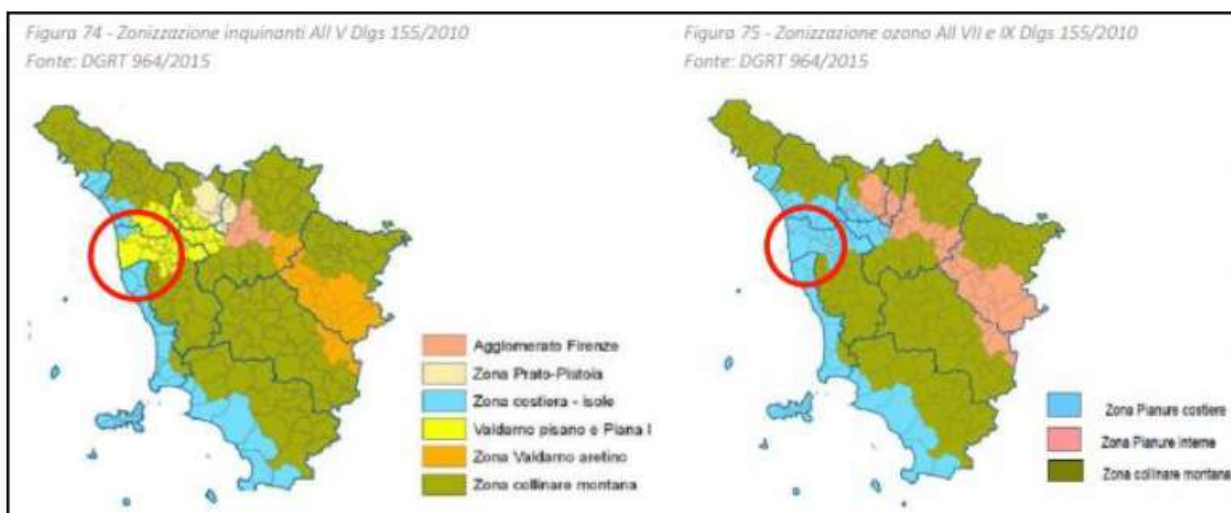 Figura 74 - Zonizzazione inquinanti All V Dlgs 155/2010
Fonte: DGRT 964/2015
Agglomerato Firenze
Zona Prato-Pistoia
Zona costiera - isole
Valdarno pisano e Piana l
Zona Valdarno aretino
Zona collinare montana
Figura 75 - Zonizzazione ozono All VII e IX Dlgs 155/2010
Fonte: DGRT 964/2015
Zona Pianure costiere
Zona Pianure interne
Zona collinare montana